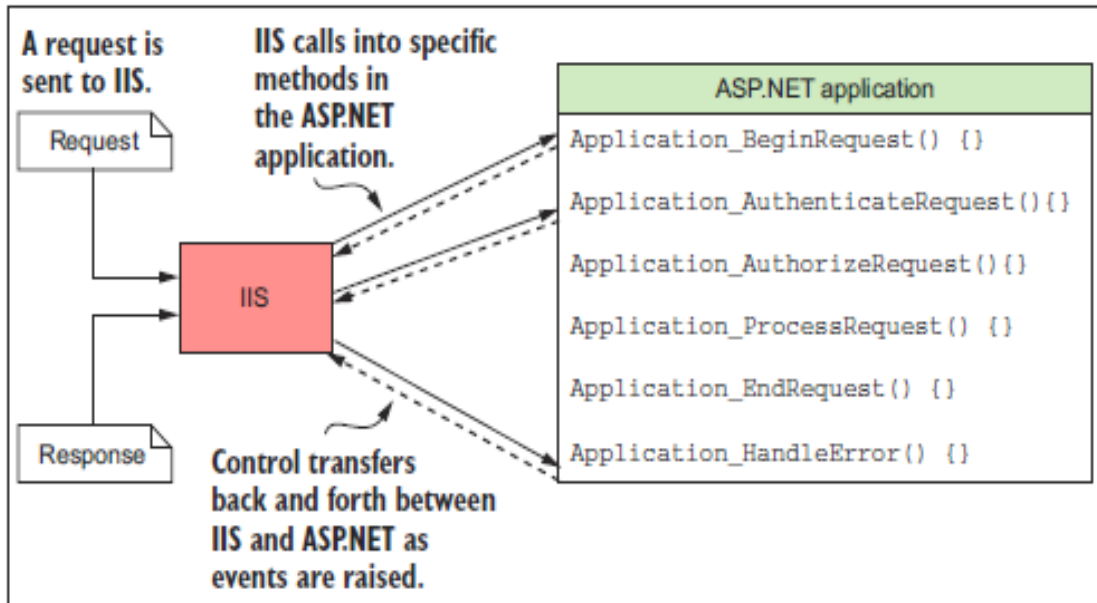 A request is
sent to IIS.
Request
IIS calls into specific
methods in
the ASP.NET
application.
ASP.NET application
Application_BeginRequest() {}
Application_AuthenticateRequest(){}
Application_AuthorizeRequest(){}
Application_ProcessRequest() {}
Application_EndRequest() {}
Application_HandleError() {}
IIS
Response
Control transfers
back and forth between
IIS and ASP.NET as
events are raised.